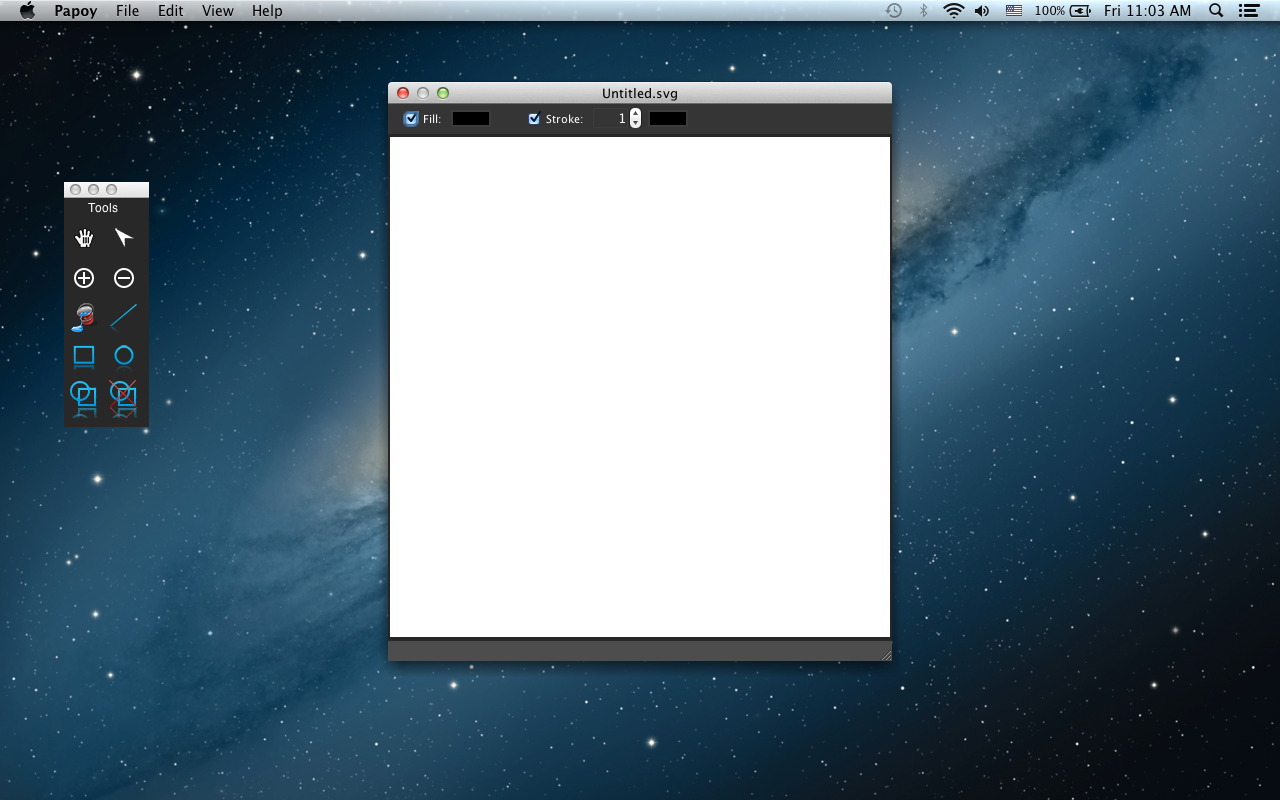 Papoy File Edit View Help 100% Fri 11:03 AM
Untitled.svg
Fill: Stroke: 1
Tools